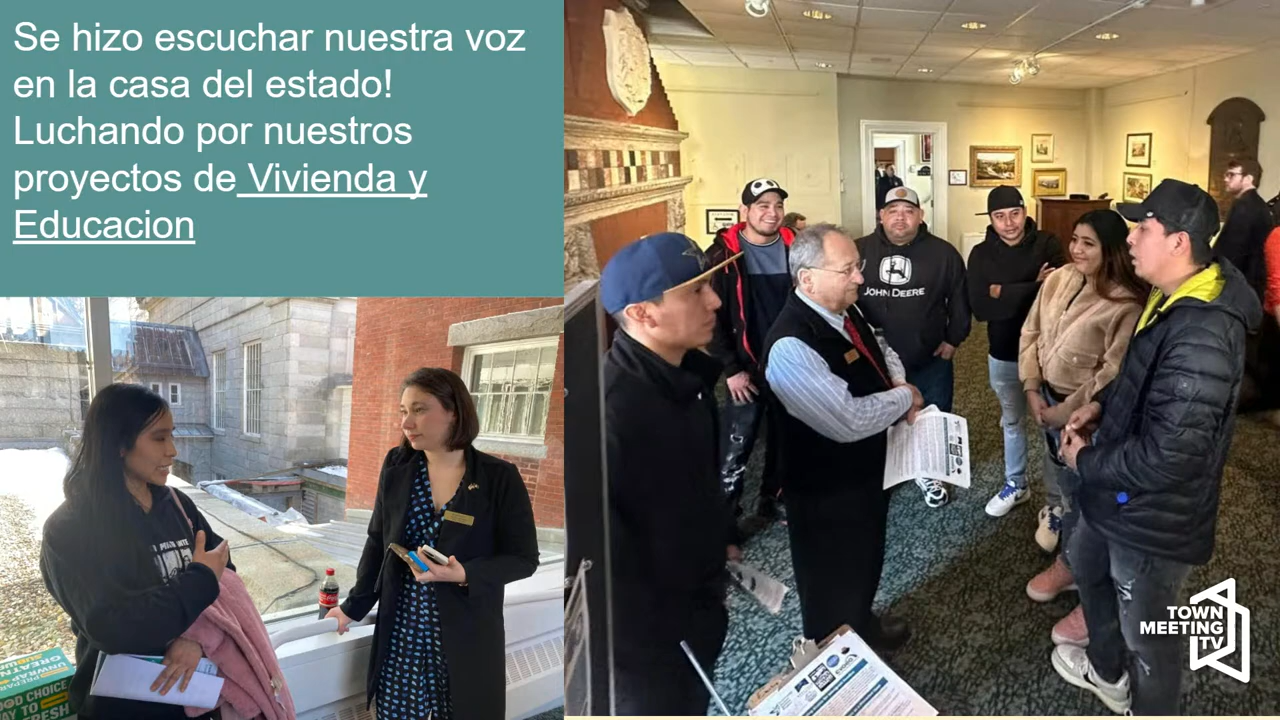 Se hizo escuchar nuestra voz
en la casa del estado!
Luchando por nuestros
proyectos de Vivienda y
Educacion
JOHN DEERE
TOWN
MEETING
TV